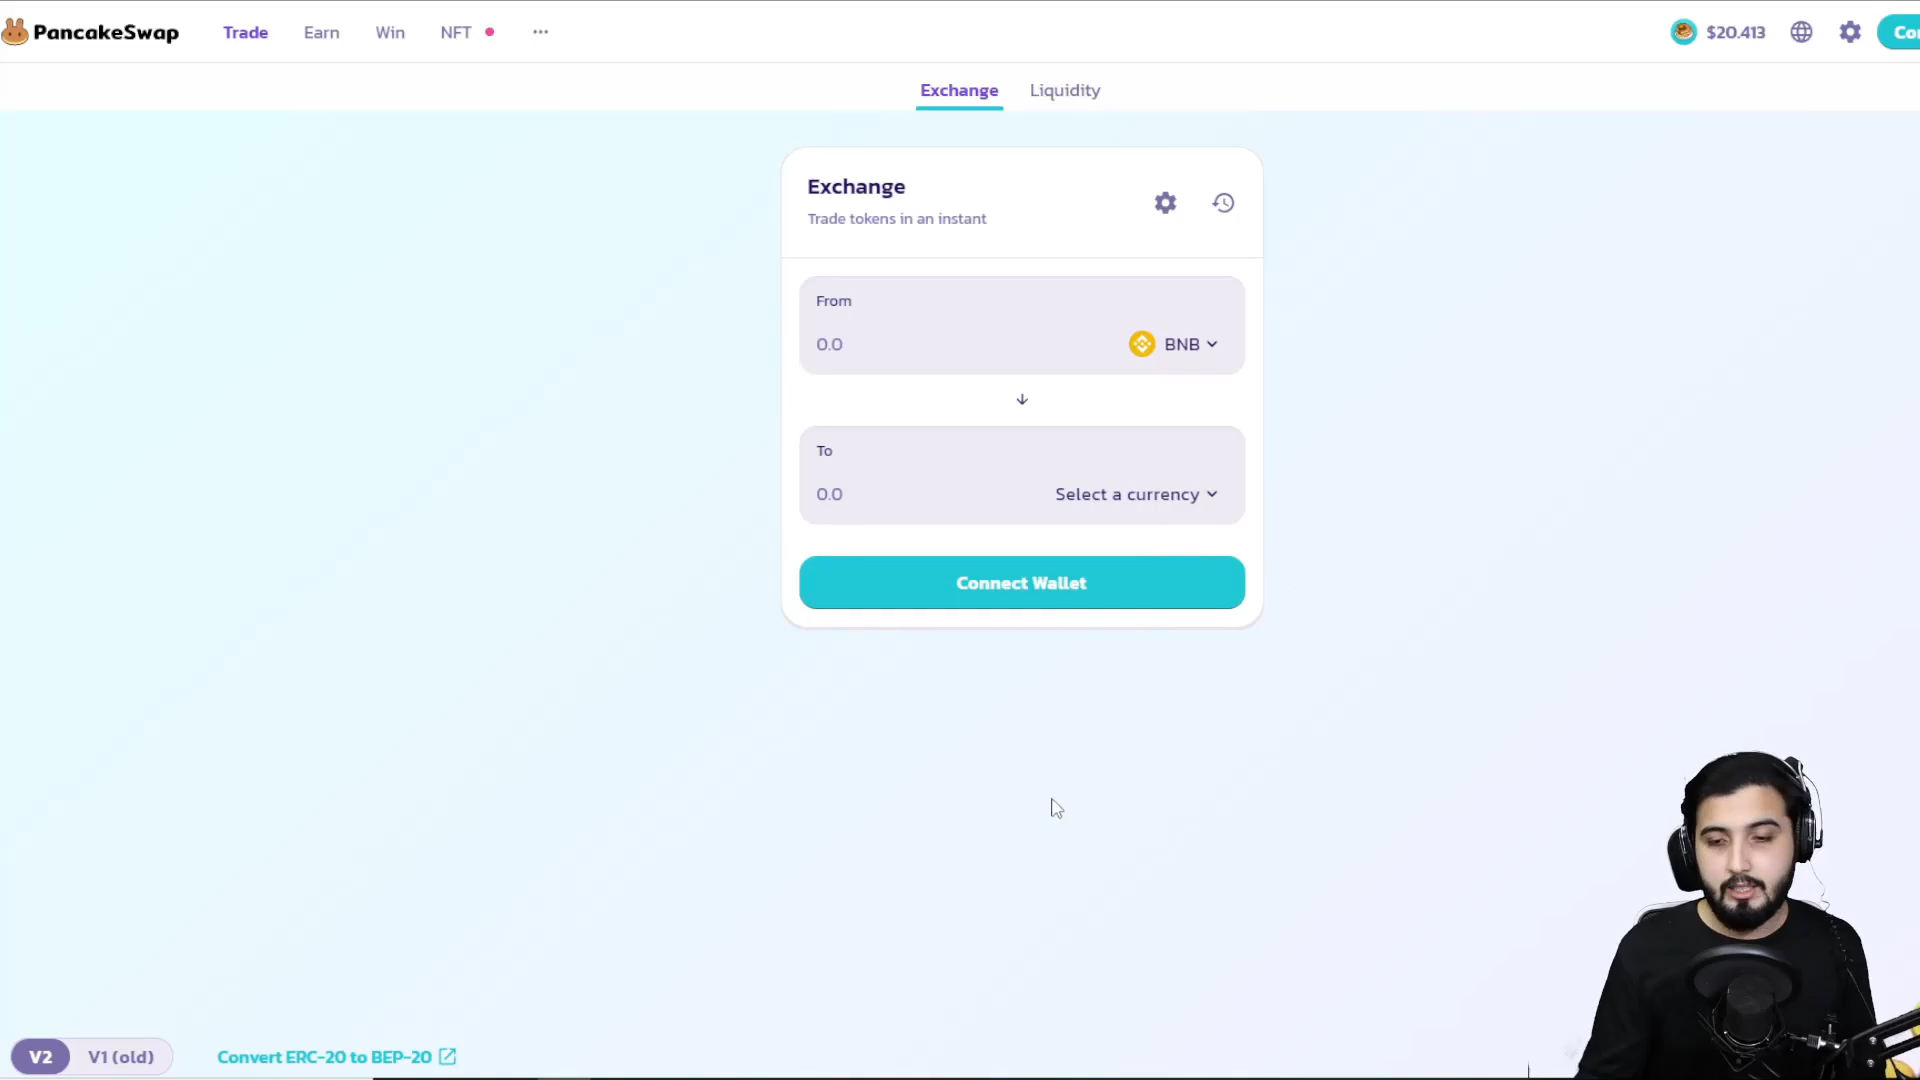 PancakeSwap
Trade
Earn
Win
NFT
$20.413
Exchange
Liquidity
Exchange
Trade tokens in an instant
From
0.0
BNB
To
0.0
Select a currency
Connect Wallet
V2
V1 (old)
Convert ERC-20 to BEP-20